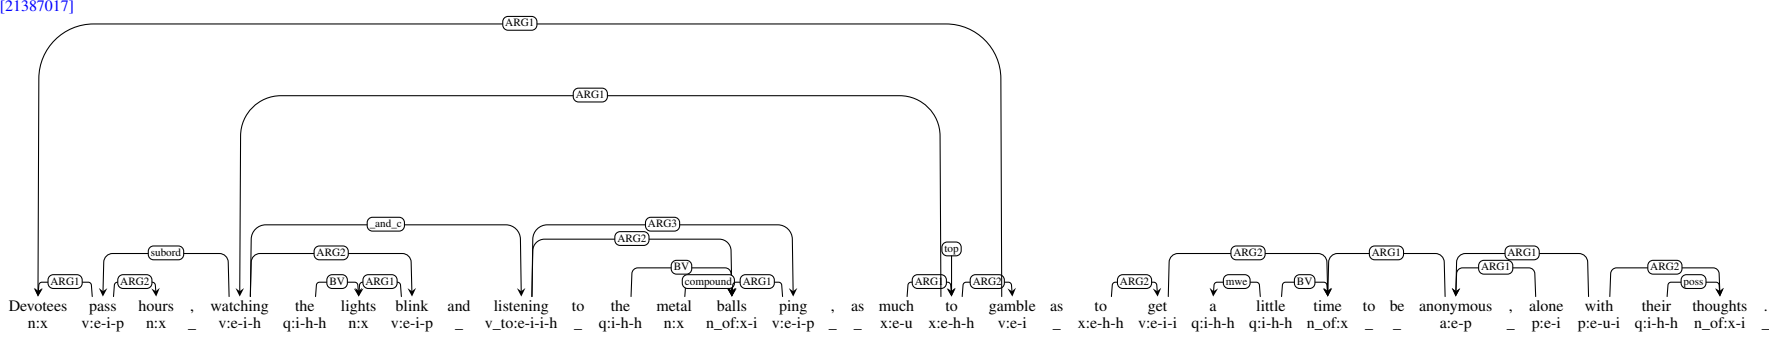 [21387017]
ARG1
ARG1
_and_c ARG3
ARG2
subord ARG2 top ARG2 ARG1 ARG1
BV ARG1 ARG2
ARG1 ARG2 BV ARG1 compound ARG1 ARG1 ARG2 ARG2 mwe BV poss
Devotees pass hours , watching the lights blink and listening to the metal balls ping , as much to gamble as to get a little time to be anonymous , alone with their thoughts .
n:x v:e-i-p n:x _ v:e-i-h q:i-h-h n:x v:e-i-p _ v_to:e-i-i-h _ q:i-h-h n:x n_of:x-i v:e-i-p _ _ x:e-u x:e-h-h v:e-i _ x:e-h-h v:e-i-i q:i-h-h q:i-h-h n_of:x _ _ a:e-p _ p:e-i p:e-u-i q:i-h-h n_of:x-i _